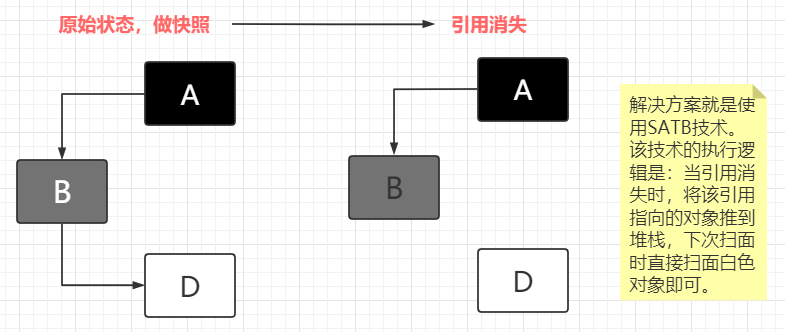 原始状态，做快照
引用消失
A
B
D
A
B
D
解决方案就是使
用SATB技术。
该技术的执行逻
辑是：当引用消
失时，将该引用
指向的对象推到
堆栈，下次扫面
时直接扫面白色
对象即可。